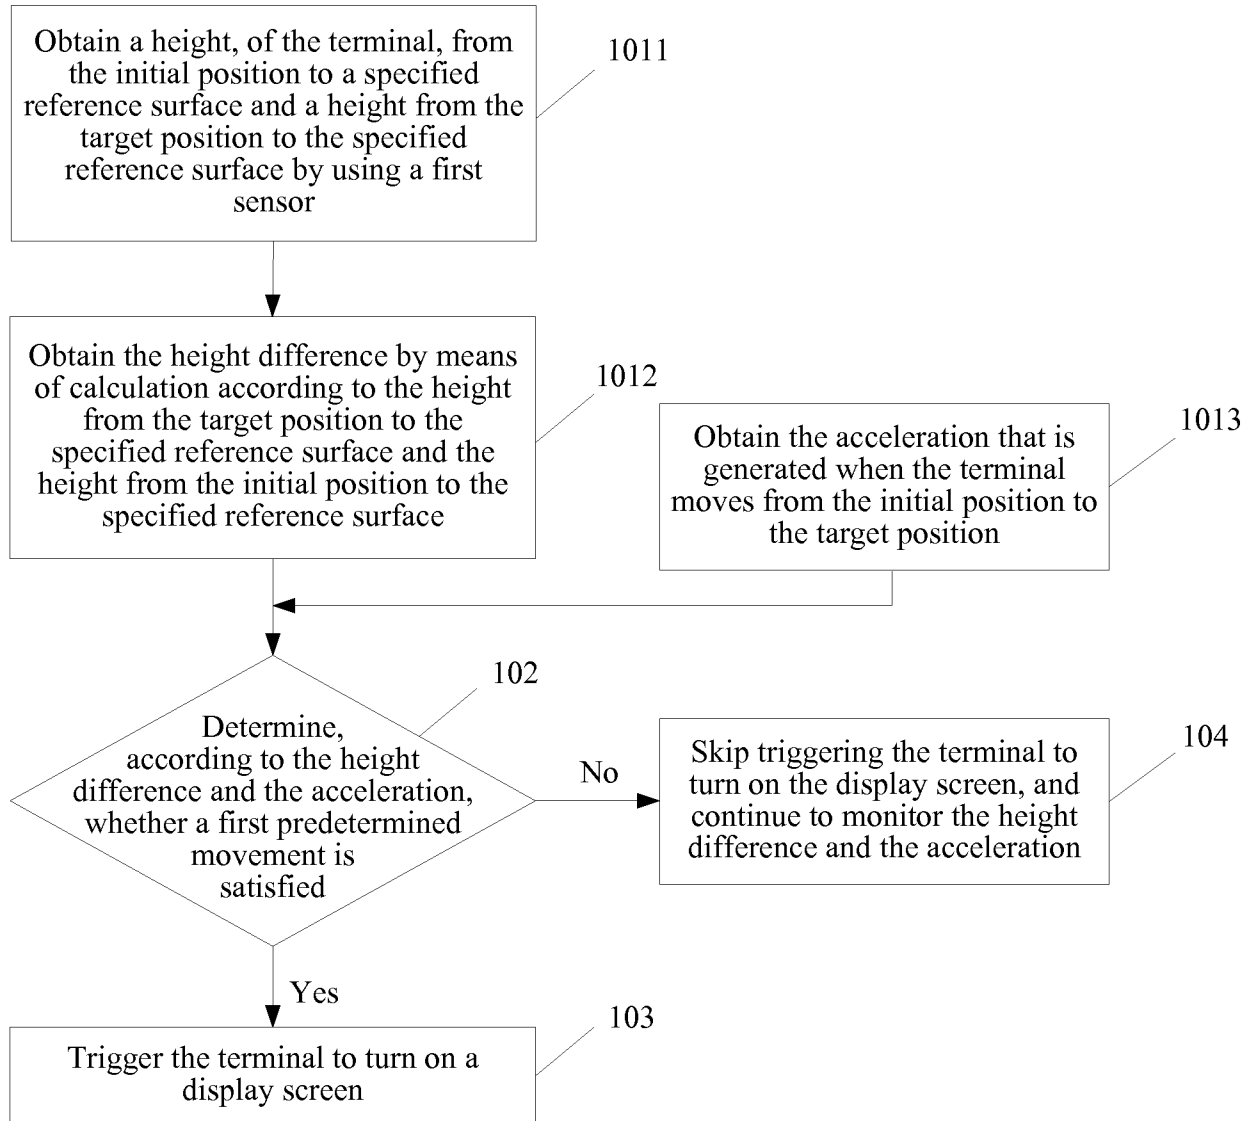 Obtain a height, of the terminal, from
the initial position to a specified
reference surface and a height from the
target position to the specified
reference surface by using a first
sensor
1011
Obtain the height difference by means
of calculation according to the height
from the target position to the
specified reference surface and the
height from the initial position to the
specified reference surface
1012
Obtain the acceleration that is
generated when the terminal
moves from the initial position to
the target position
1013
Determine,
according to the height
difference and the acceleration,
whether a first predetermined
movement is
satisfied
102
No
Skip triggering the terminal to
turn on the display screen, and
continue to monitor the height
difference and the acceleration
104
Yes
Trigger the terminal to turn on a
display screen
103